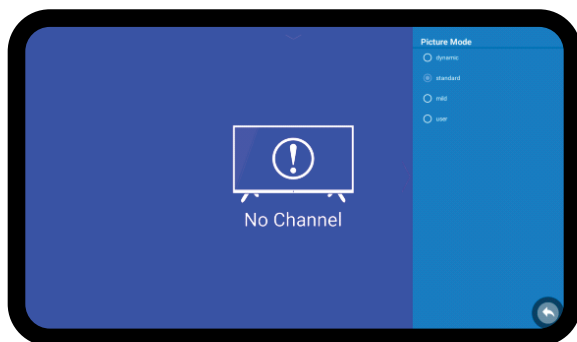 Picture Mode
dynamic
standard
mild
user
No Channel